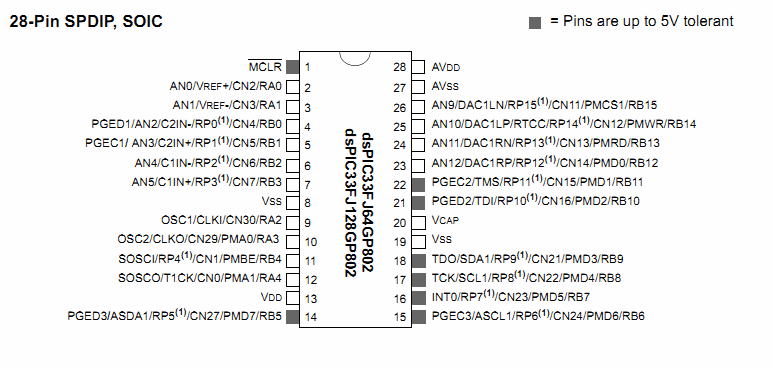 28-Pin SPDIP, SOIC
= Pins are up to 5V tolerant
MCLR 1 28 AVDD
AN0/VREF+/CN2/RA0 2 27 AVSS
AN1/VREF-/CN3/RA1 3 26 AN9/DAC1LN/RP15(1)/CN11/PMCS1/RB15
PGED1/AN2/C2IN-/RP0(1)/CN4/RB0 4 25 AN10/DAC1LP/RTCC/RP14(1)/CN12/PMWR/RB14
PGEC1/ AN3/C2IN+/RP1(1)/CN5/RB1 5 24 AN11/DAC1RN/RP13(1)/CN13/PMRD/RB13
AN4/C1IN-/RP2(1)/CN6/RB2 6 23 AN12/DAC1RP/RP12(1)/CN14/PMD0/RB12
AN5/C1IN+/RP3(1)/CN7/RB3 7 22 PGEC2/TMS/RP11(1)/CN15/PMD1/RB11
VSS 8 21 PGED2/TDI/RP10(1)/CN16/PMD2/RB10
OSC1/CLKI/CN30/RA2 9 20 VCAP
OSC2/CLKO/CN29/PMA0/RA3 10 19 VSS
SOSCI/RP4(1)/CN1/PMBE/RB4 11 18 TDO/SDA1/RP9(1)/CN21/PMD3/RB9
SOSCO/T1CK/CN0/PMA1/RA4 12 17 TCK/SCL1/RP8(1)/CN22/PMD4/RB8
VDD 13 16 INT0/RP7(1)/CN23/PMD5/RB7
PGED3/ASDA1/RP5(1)/CN27/PMD7/RB5 14 15 PGEC3/ASCL1/RP6(1)/CN24/PMD6/RB6
dsPIC33FJ64GP802
dsPIC33FJ128GP802